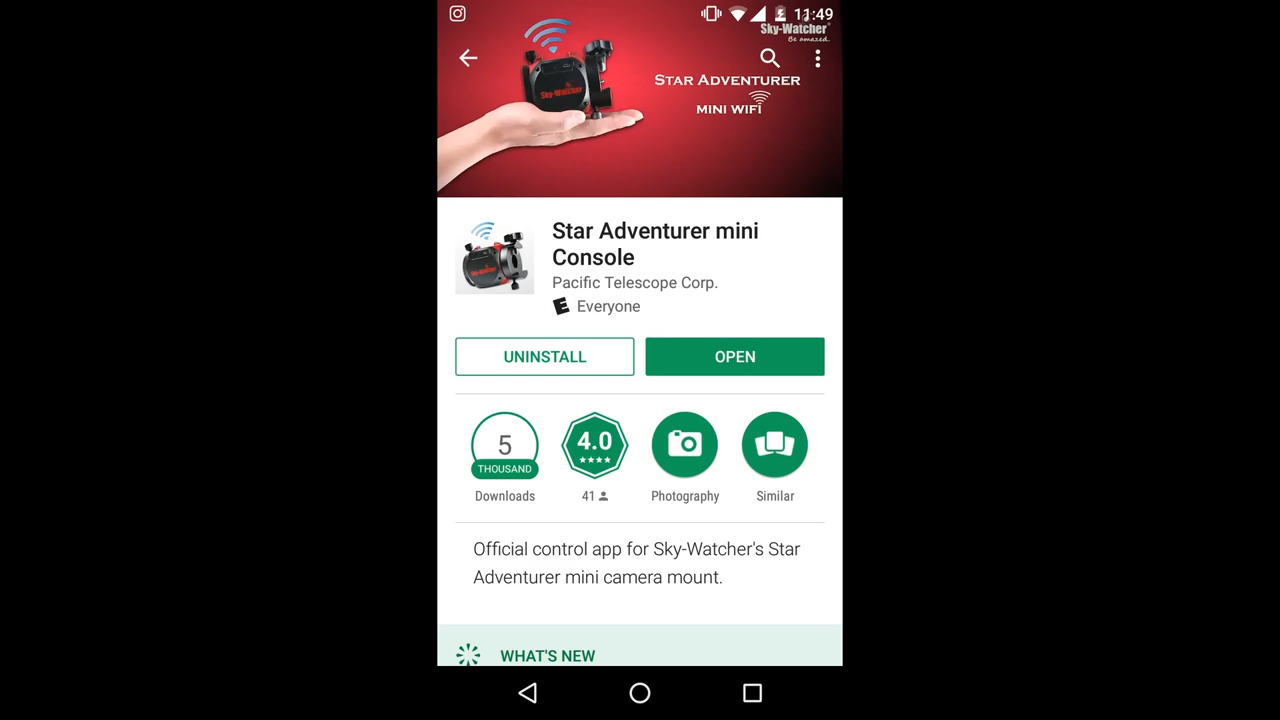 11:49
Sky-Watcher
Be amazed.
STAR ADVENTURER
MINI WIFI
Sky-Watcher
Star Adventurer mini
Console
Pacific Telescope Corp.
E Everyone
UNINSTALL
OPEN
5
THOUSAND
4.0
Downloads
41
Photography
Similar
Official control app for Sky-Watcher's Star
Adventurer mini camera mount.
WHAT'S NEW